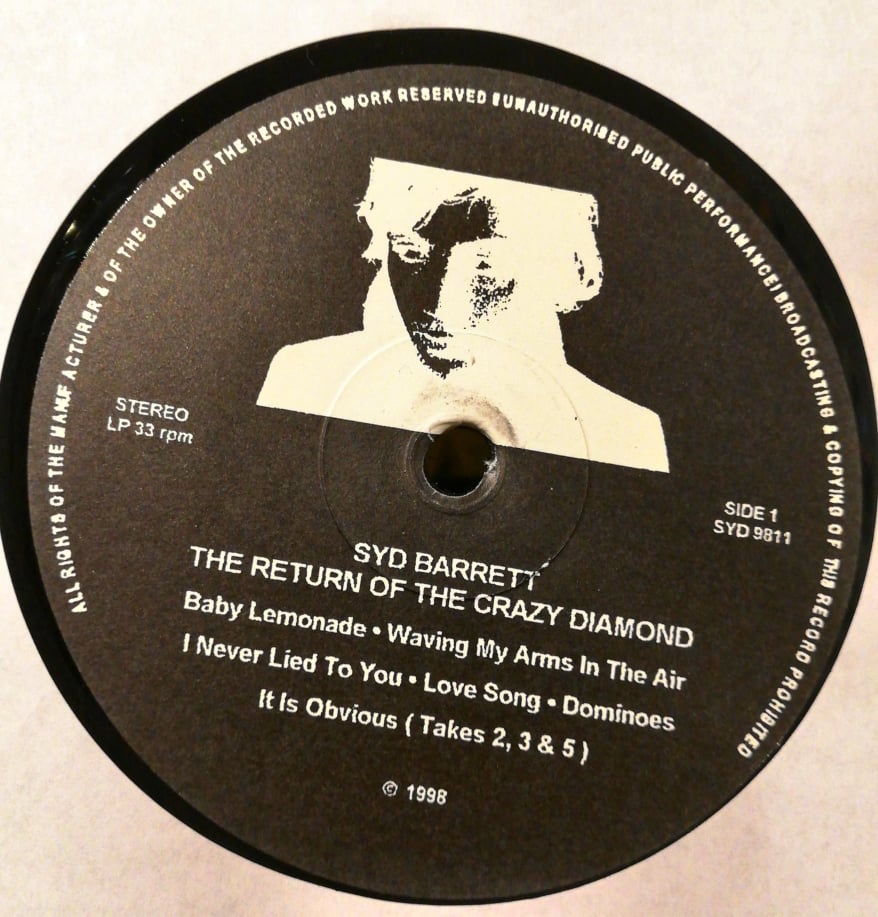 ALL RIGHTS OF THE MANUFACTURER & OF THE OWNER OF THE RECORDED WORK RESERVED UNAUTHORISED PUBLIC PERFORMANCE BROADCASTING & COPYING OF THIS RECORD PROHIBITED
STEREO
LP 33 rpm
SIDE 1
SYD 9811
SYD BARRETT
THE RETURN OF THE CRAZY DIAMOND
Baby Lemonade • Waving My Arms In The Air
I Never Lied To You • Love Song • Dominoes
It Is Obvious ( Takes 2, 3 & 5 )
© 1998